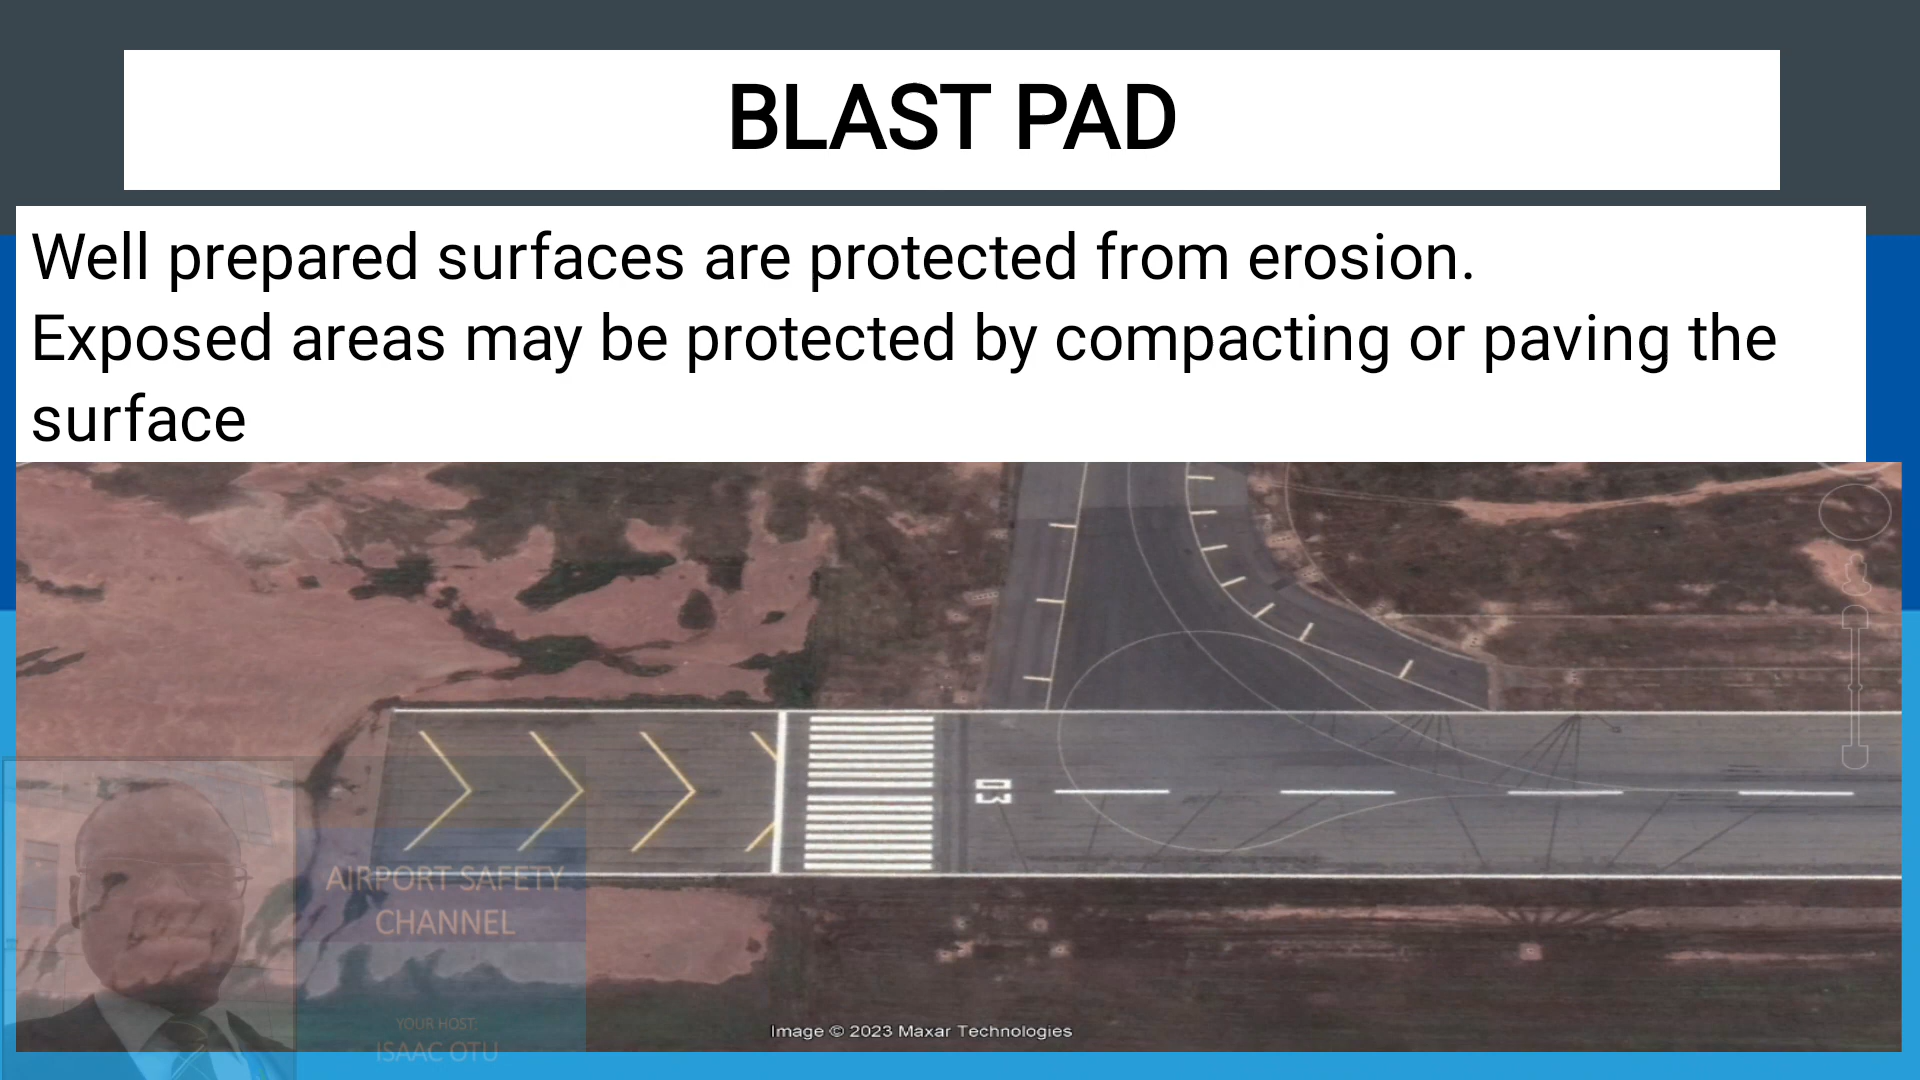 BLAST PAD
Well prepared surfaces are protected from erosion.
Exposed areas may be protected by compacting or paving the
surface
03
AIRPORT SAFETY
CHANNEL
YOUR HOST:
ISAAC OTU
Image © 2023 Maxar Technologies